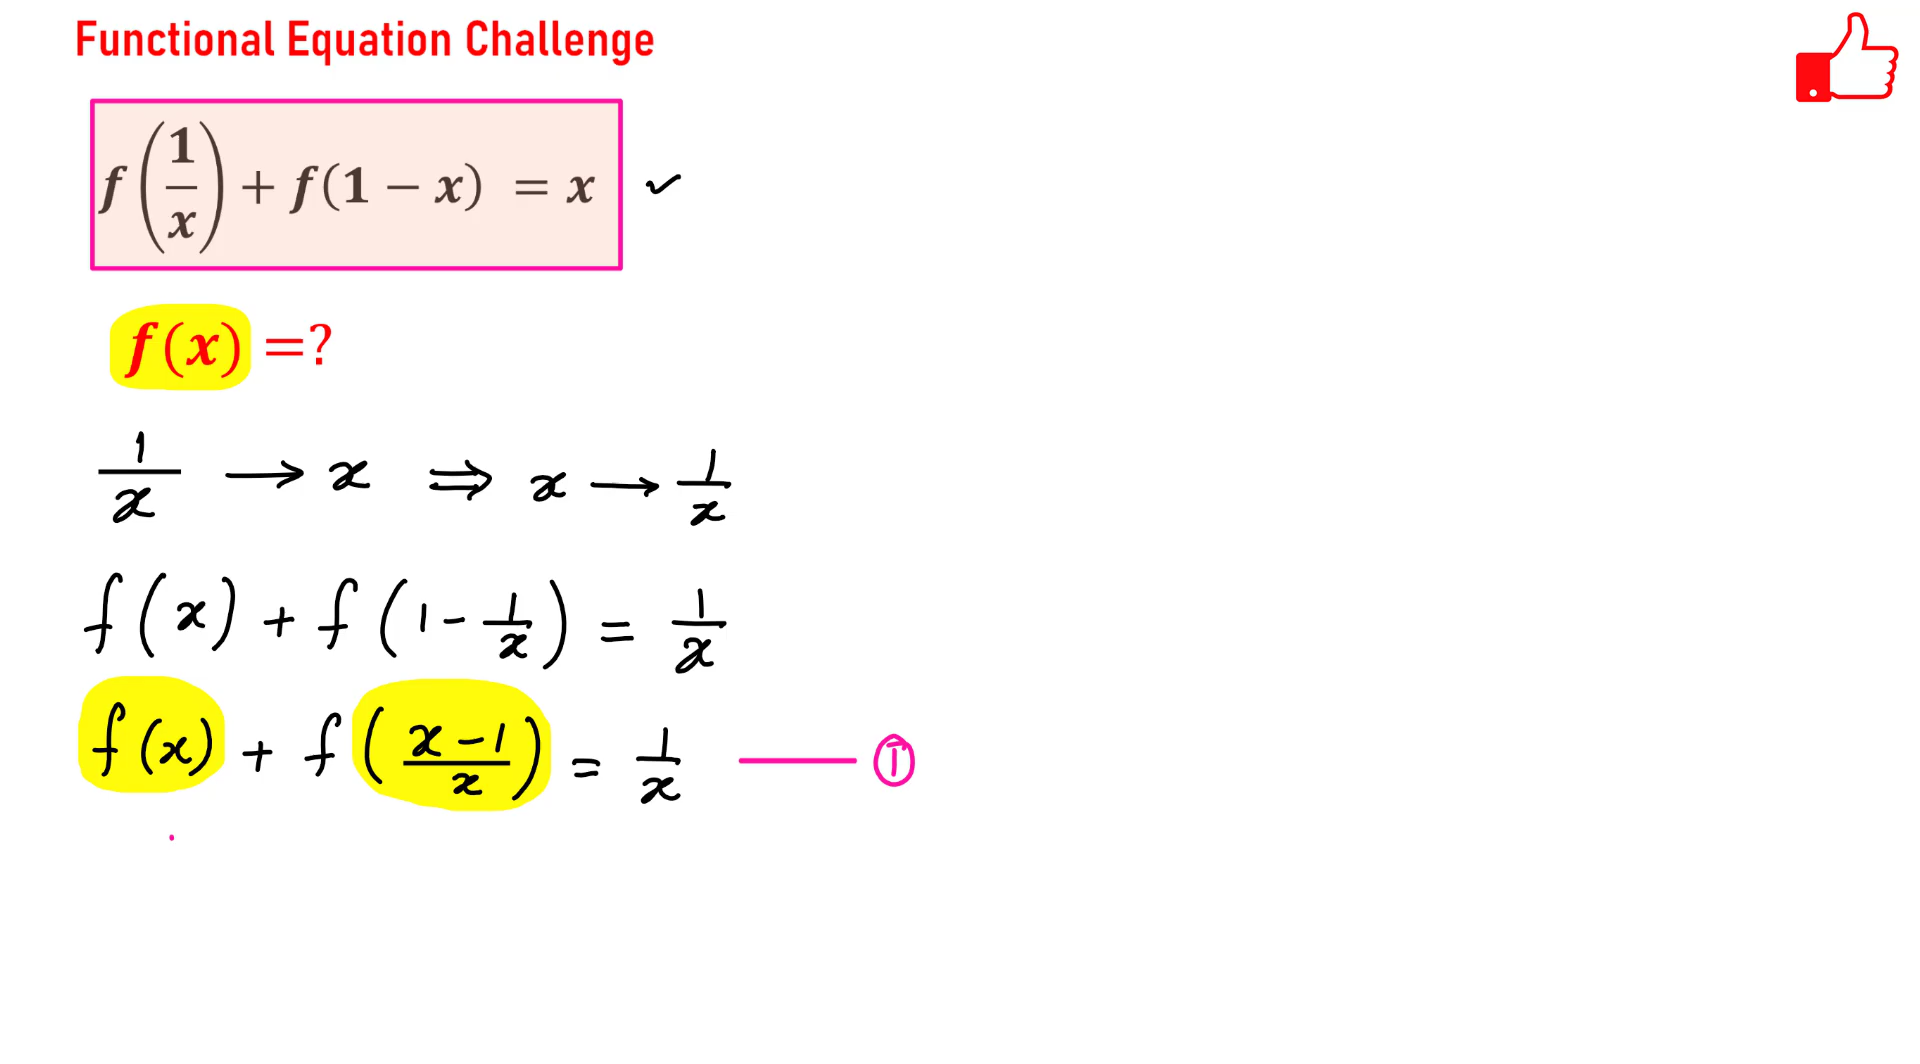 Functional Equation Challenge
f(1/x) + f(1 − x) = x ✓
f(x) =?
1/x → x ⇒ x → 1/x
f(x) + f(1 - 1/x) = 1/x
f(x) + f((x - 1)/x) = 1/x —— ①